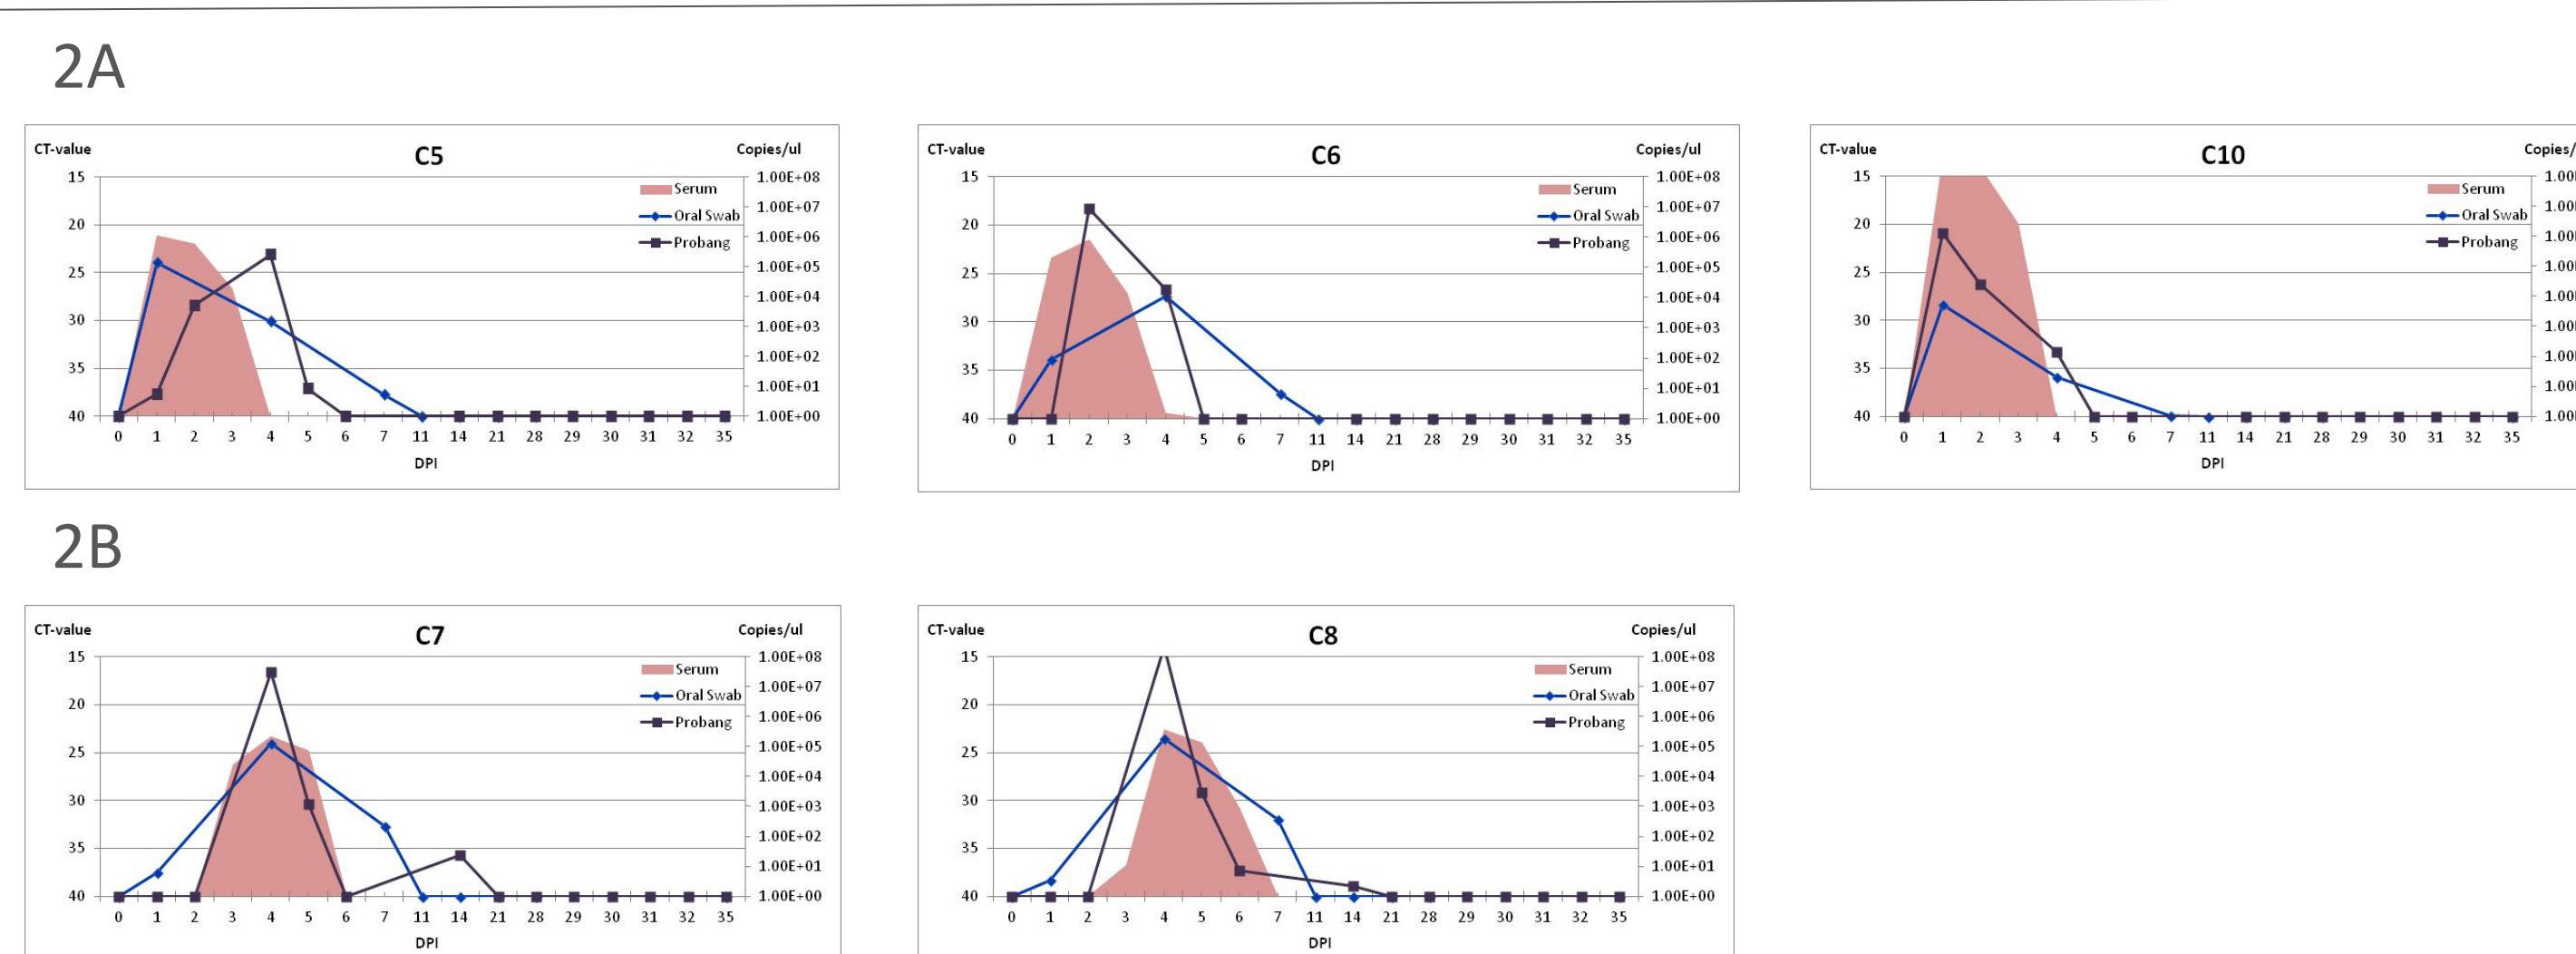 2A
CT-value C5 Copies/ul
15 1.00E+08
Serum
1.00E+07
Oral Swab
20
1.00E+06
Probang
25 1.00E+05
1.00E+04
30
1.00E+03
1.00E+02
35
1.00E+01
40 1.00E+00
0 1 2 3 4 5 6 7 11 14 21 28 29 30 31 32 35
DPI
CT-value C6 Copies/ul
15 1.00E+08
Serum
1.00E+07
Oral Swab
20
1.00E+06
Probang
25 1.00E+05
1.00E+04
30
1.00E+03
1.00E+02
35
1.00E+01
40 1.00E+00
0 1 2 3 4 5 6 7 11 14 21 28 29 30 31 32 35
DPI
CT-value C10 Copies/
15
Serum
Oral Swab
20
Probang
25
30
35
40
0 1 2 3 4 5 6 7 11 14 21 28 29 30 31 32 35
DPI
2B
CT-value C7 Copies/ul
15 1.00E+08
Serum
1.00E+07
Oral Swab
20
1.00E+06
Probang
25 1.00E+05
1.00E+04
30 1.00E+03
1.00E+02
35
1.00E+01
40 1.00E+00
0 1 2 3 4 5 6 7 11 14 21 28 29 30 31 32 35
DPI
CT-value C8 Copies/ul
15 1.00E+08
Serum
1.00E+07
Oral Swab
20
1.00E+06
Probang
25 1.00E+05
1.00E+04
30 1.00E+03
1.00E+02
35
1.00E+01
40 1.00E+00
0 1 2 3 4 5 6 7 11 14 21 28 29 30 31 32 35
DPI